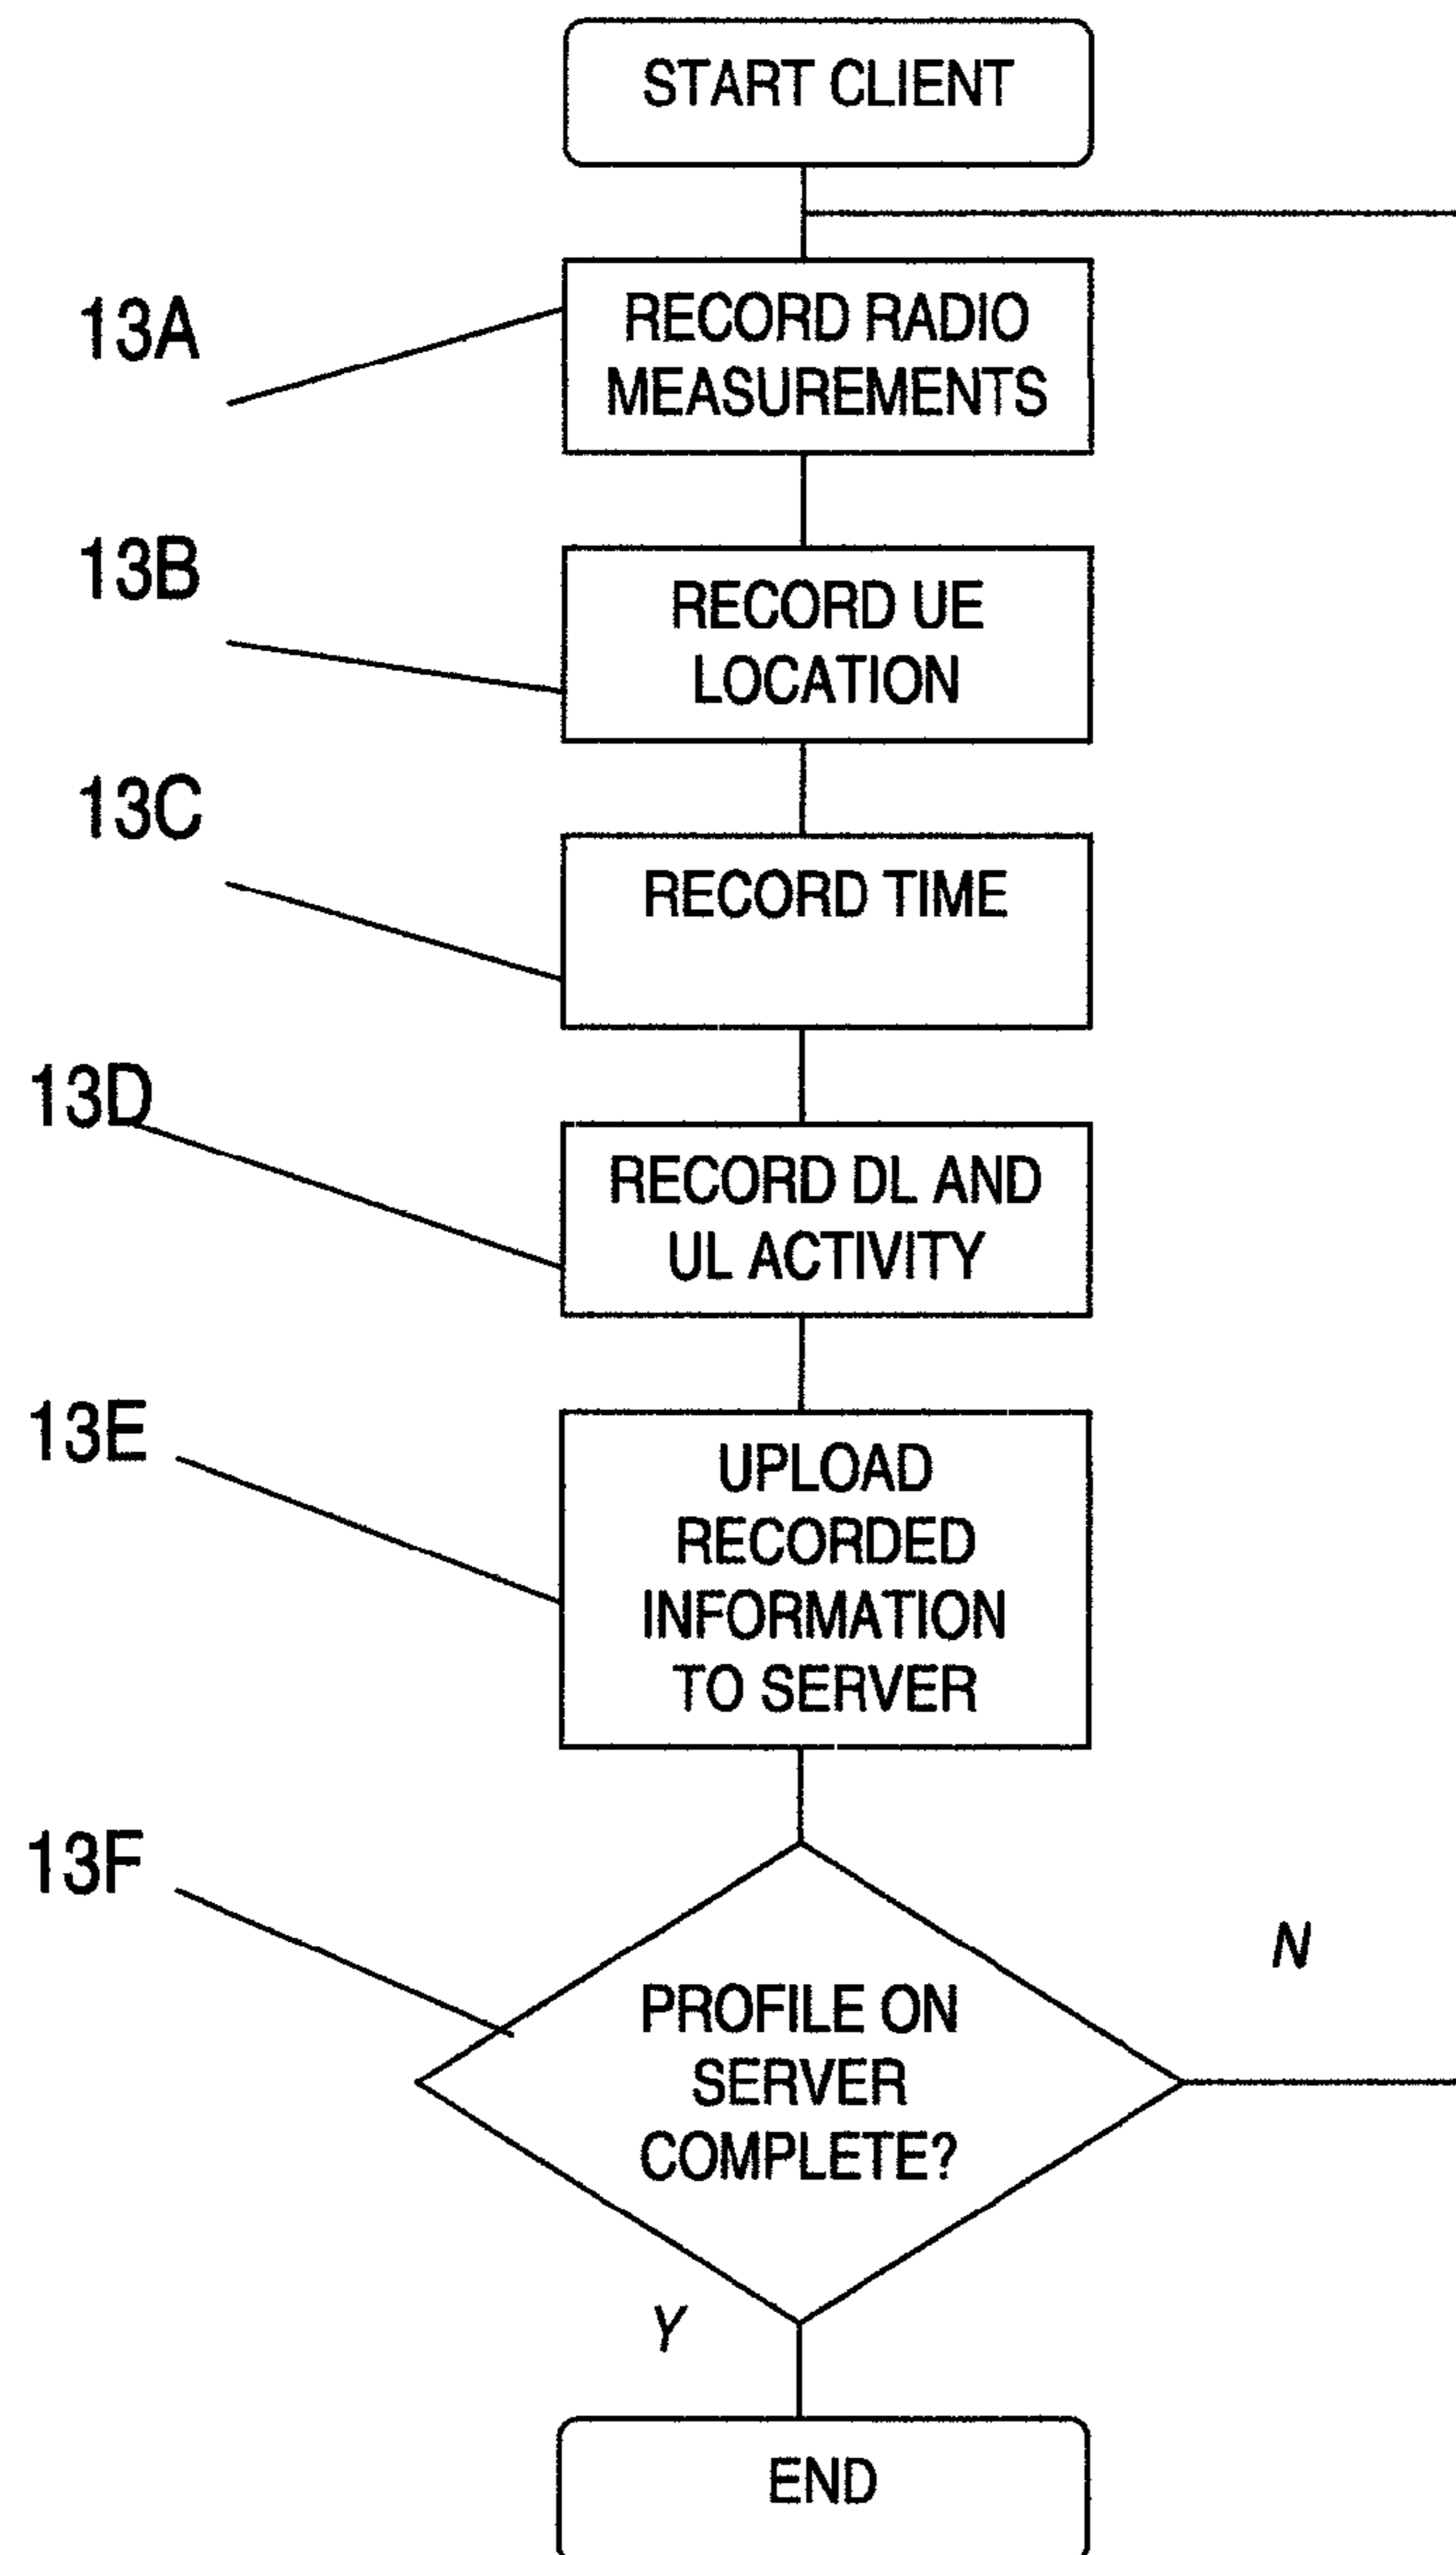 START CLIENT
13A
RECORD RADIO
MEASUREMENTS
13B
RECORD UE
LOCATION
13C
RECORD TIME
13D
RECORD DL AND
UL ACTIVITY
13E
UPLOAD
RECORDED
INFORMATION
TO SERVER
13F
N
PROFILE ON
SERVER
COMPLETE?
Y
END